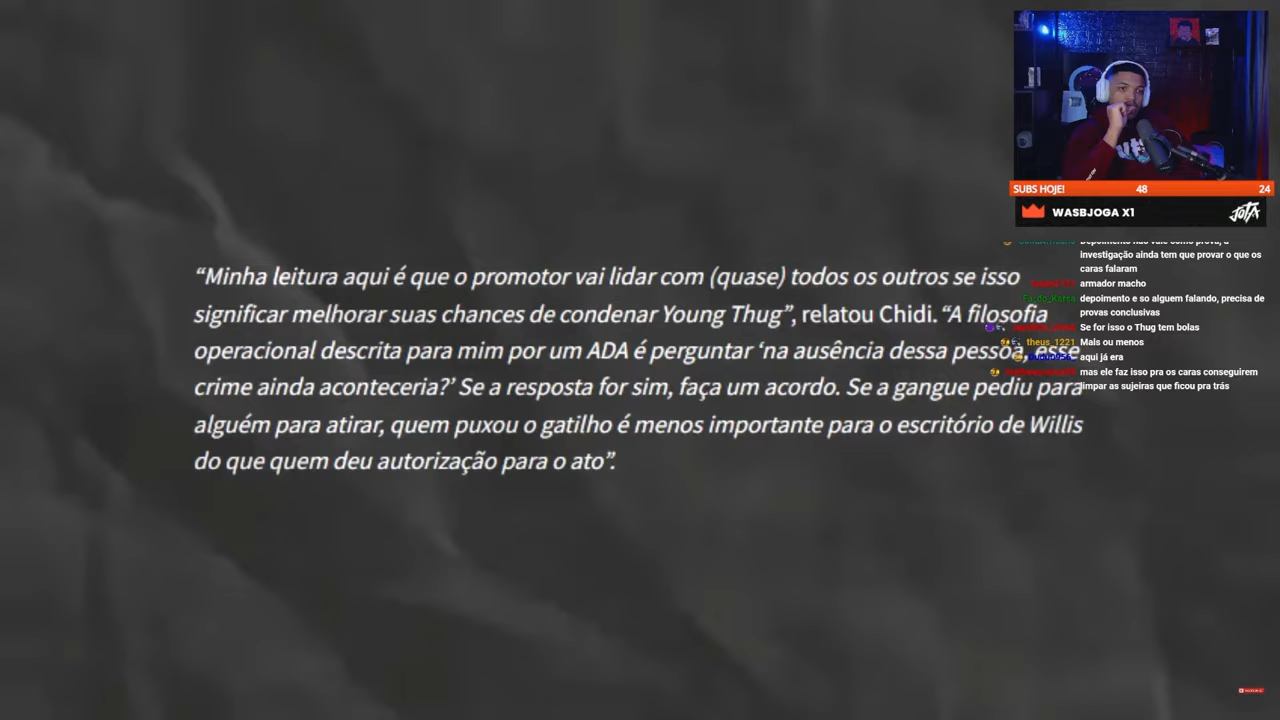 SUBS HOJE! 48 24
WASBJOGA X1 JOTA
“Minha leitura aqui é que o promotor vai lidar com (quase) todos os outros se isso
significar melhorar suas chances de condenar Young Thug”, relatou Chidi. “A filosofia
operacional descrita para mim por um ADA é perguntar ‘na ausência dessa pessoa, esse
crime ainda aconteceria?’ Se a resposta for sim, faça um acordo. Se a gangue pediu para
alguém para atirar, quem puxou o gatilho é menos importante para o escritório de Willis
do que quem deu autorização para o ato”.
Depoimento não vale como prova, a
investigação ainda tem que provar o que os
caras falaram
armador macho
depoimento e so alguem falando, precisa de
provas conclusivas
Se for isso o Thug tem bolas
theus_1221 Mais ou menos
aqui já era
mas ele faz isso pra os caras conseguirem
limpar as sujeiras que ficou pra trás